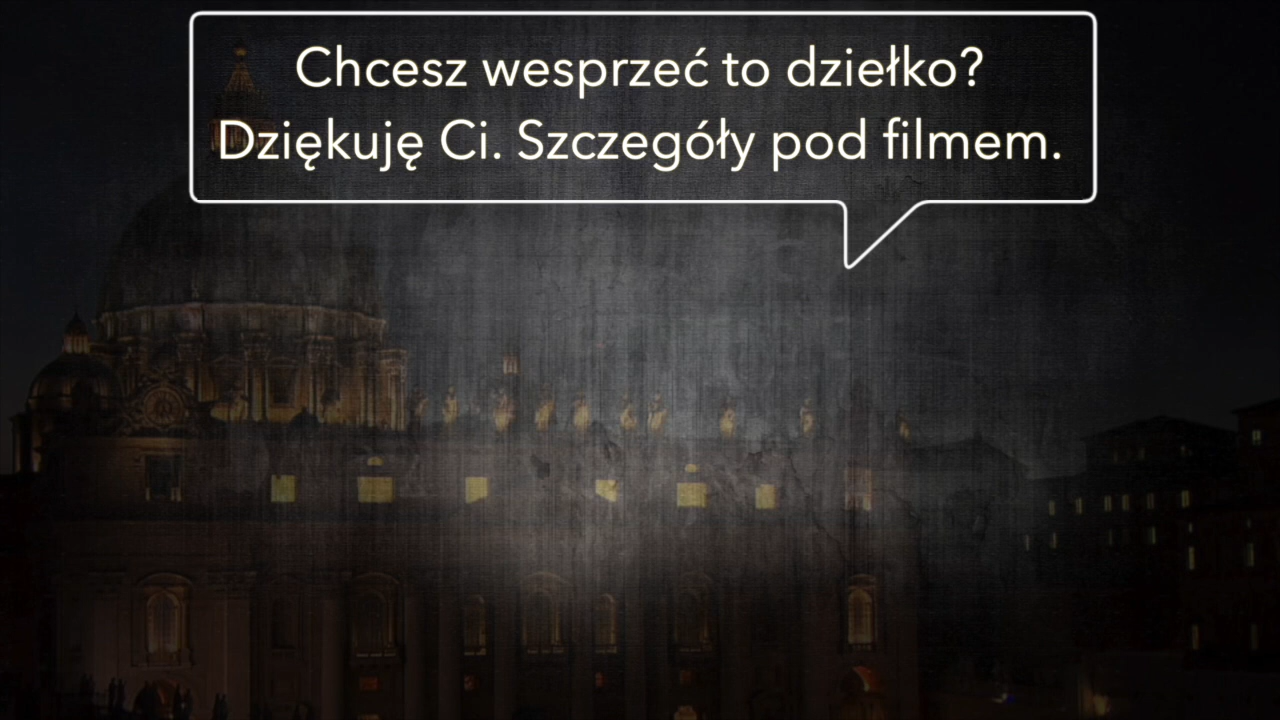 Chcesz wesprzeć to dziełko?
Dziękuję Ci. Szczegóły pod filmem.